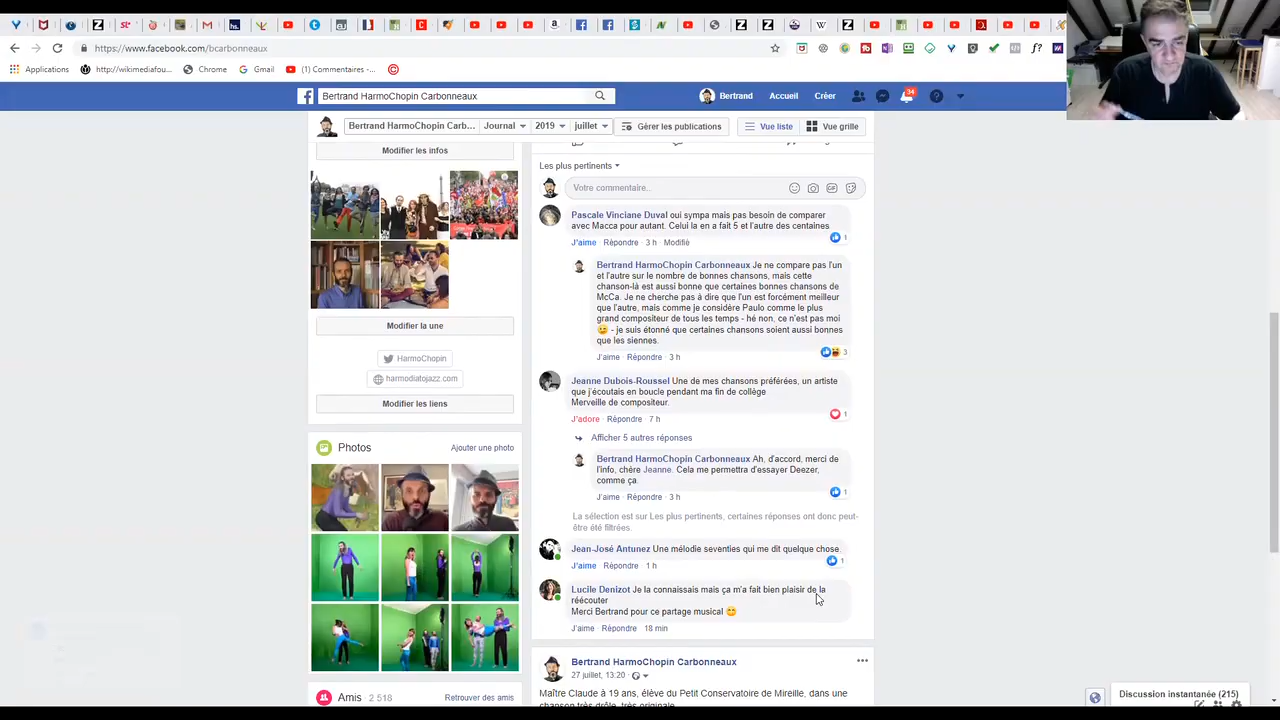 https://www.facebook.com/bcarbonneaux
Applications
http://wikimediafou...
Chrome
Gmail
(1) Commentaires -...
Bertrand HarmoChopin Carbonneaux
Bertrand
Accueil
Créer
34
Bertrand HarmoChopin Carb...
Journal
2019
juillet
Gérer les publications
Vue liste
Vue grille
Modifier les infos
Modifier la une
HarmoChopin
harmodiatojazz.com
Modifier les liens
Photos
Ajouter une photo
Amis · 2 518
Retrouver des amis
Les plus pertinents
Votre commentaire...
Pascale Vinciane Duval oui sympa mais pas besoin de comparer
avec Macca pour autant. Celui la en a fait 5 et l'autre des centaines
1
J'aime · Répondre · 3 h · Modifié
Bertrand HarmoChopin Carbonneaux Je ne compare pas l'un
et l'autre sur le nombre de bonnes chansons, mais cette
chanson-là est aussi bonne que certaines bonnes chansons de
McCa. Je ne cherche pas à dire que l'un est forcément meilleur
que l'autre, mais comme je considère Paulo comme le plus
grand compositeur de tous les temps - hé non, ce n'est pas moi
😉 - je suis étonné que certaines chansons soient aussi bonnes
que les siennes.
3
J'aime · Répondre · 3 h
Jeanne Dubois-Roussel Une de mes chansons préférées, un artiste
que j'écoutais en boucle pendant ma fin de collège
Merveille de compositeur.
1
J'adore · Répondre · 7 h
Afficher 5 autres réponses
Bertrand HarmoChopin Carbonneaux Ah, d'accord, merci de
l'info, chère Jeanne. Cela me permettra d'essayer Deezer,
comme ça.
1
J'aime · Répondre · 3 h
La sélection est sur Les plus pertinents, certaines réponses ont donc peut-
être été filtrées.
Jean-José Antunez Une mélodie seventies qui me dit quelque chose.
1
J'aime · Répondre · 1 h
Lucile Denizot Je la connaissais mais ça m'a fait bien plaisir de la
réécouter
Merci Bertrand pour ce partage musical 😊
J'aime · Répondre · 18 min
Bertrand HarmoChopin Carbonneaux
27 juillet, 13:20
Maître Claude à 19 ans, élève du Petit Conservatoire de Mireille, dans une
chanson très drôle, très originale.
Discussion instantanée (215)